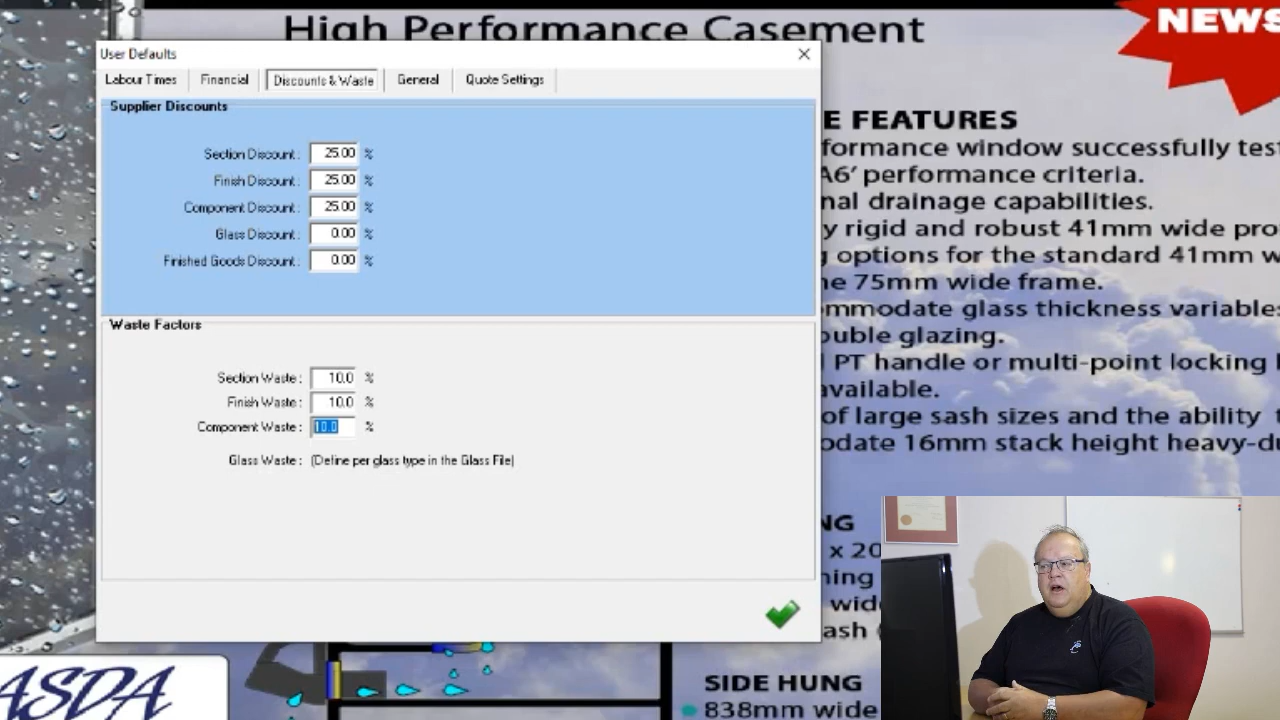 High Performance Casement
NEWS
User Defaults
Labour Times
Financial
Discounts & Waste
General
Quote Settings
Supplier Discounts
Section Discount : 25.00 %
Finish Discount : 25.00 %
Component Discount : 25.00 %
Glass Discount : 0.00 %
Finished Goods Discount : 0.00 %
Waste Factors
Section Waste : 10.0 %
Finish Waste : 10.0 %
Component Waste : 10.0 %
Glass Waste : (Define per glass type in the Glass File)
E FEATURES
formance window successfully test
A6' performance criteria.
nal drainage capabilities.
y rigid and robust 41mm wide pro
g options for the standard 41mm w
ne 75mm wide frame.
mmodate glass thickness variables
ouble glazing.
PT handle or multi-point locking
available.
of large sash sizes and the ability t
odate 16mm stack height heavy-du
NG
x 20
ning
wide
ash
SIDE HUNG
838mm wide
ASDA